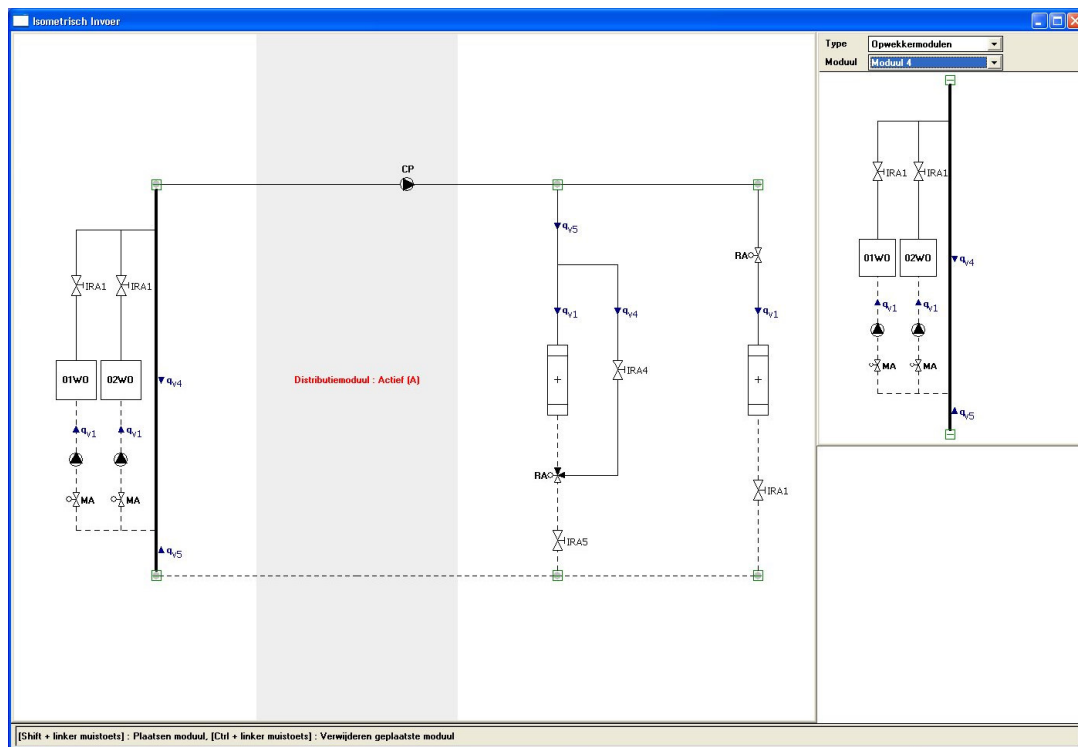 Isometrisch Invoer
Type Opwekkermodulen
Moduul Moduul 4
CP
qv5
RA
IRA1 IRA1
qv1 qv4 qv1
01WO 02WO
qv4
Distributiemoduul : Actief (A)
+ IRA4 +
qv1 qv1
RA
MA MA
IRA1
qv5
IRA5
IRA1 IRA1
01WO 02WO
qv4
qv1 qv1
MA MA
qv5
[Shift + linker muistoets] : Plaatsen moduul, [Ctrl + linker muistoets] : Verwijderen geplaatste moduul